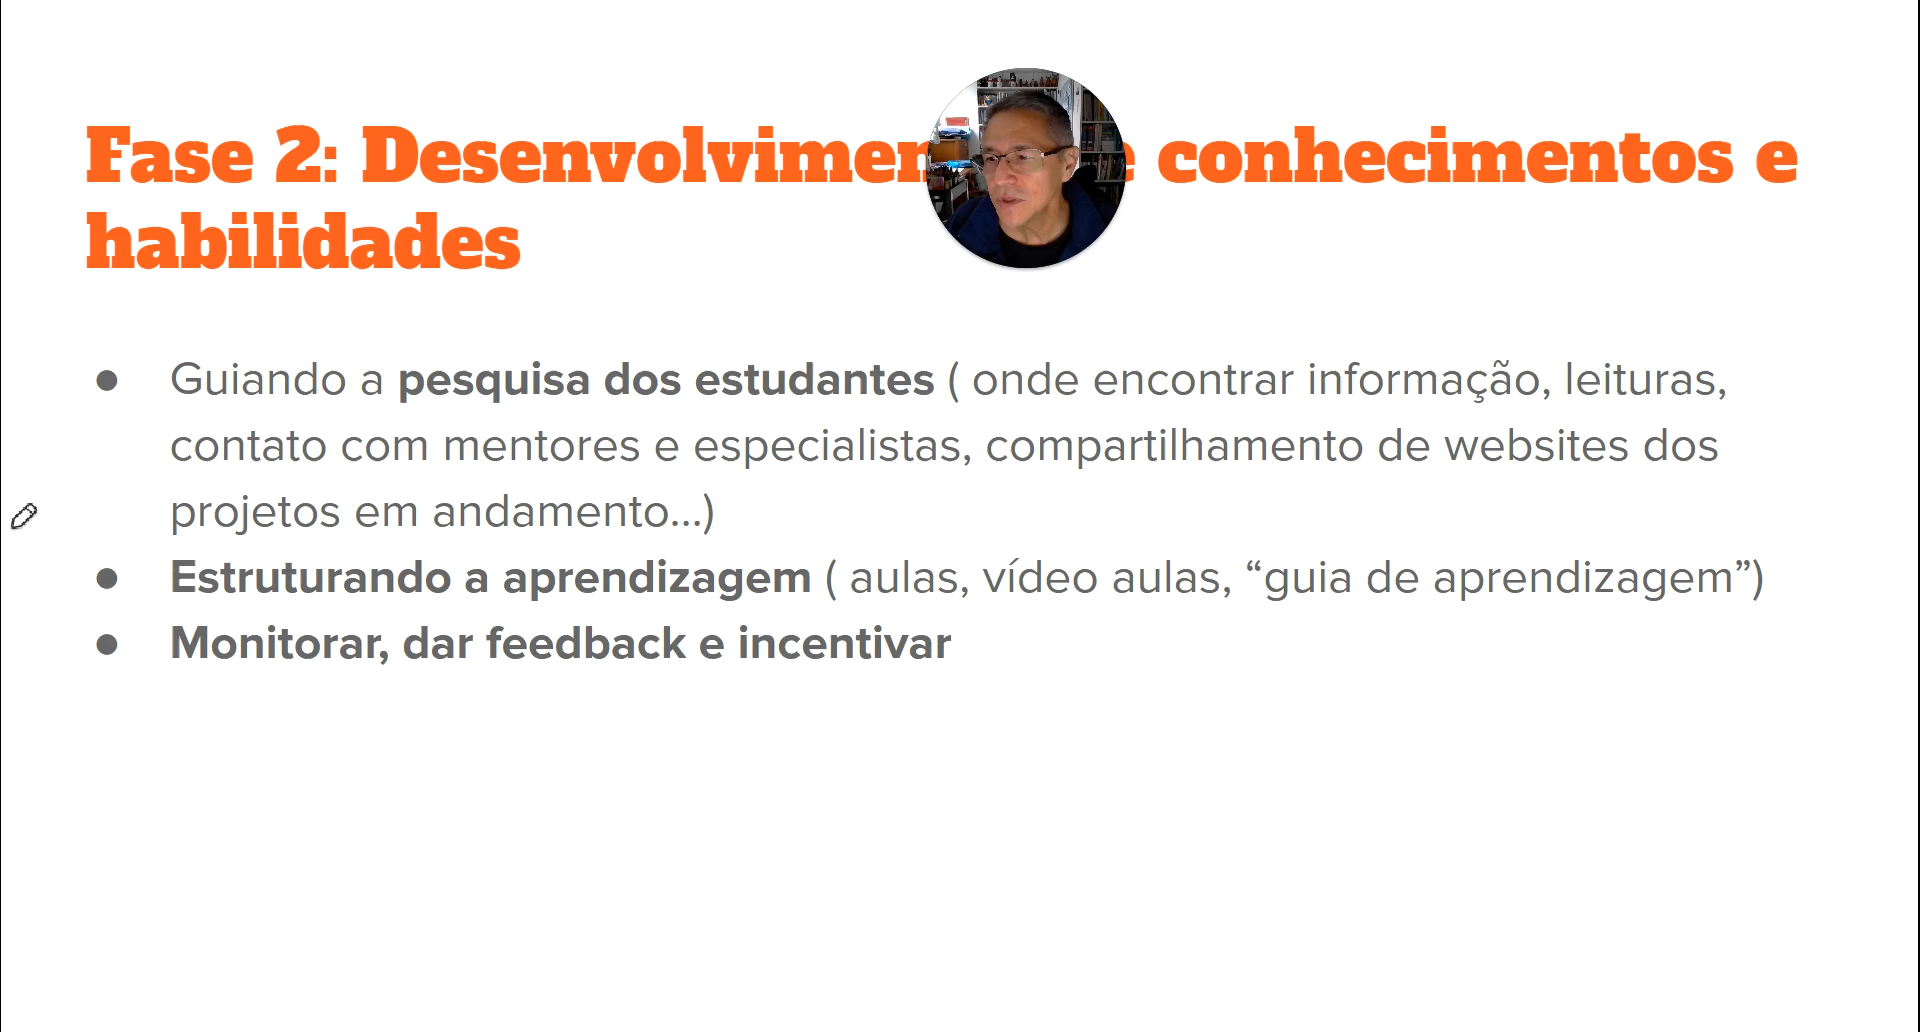 Fase 2: Desenvolvimen e conhecimentos e
habilidades
● Guiando a pesquisa dos estudantes ( onde encontrar informação, leituras,
contato com mentores e especialistas, compartilhamento de websites dos
projetos em andamento...)
● Estruturando a aprendizagem ( aulas, vídeo aulas, “guia de aprendizagem”)
● Monitorar, dar feedback e incentivar